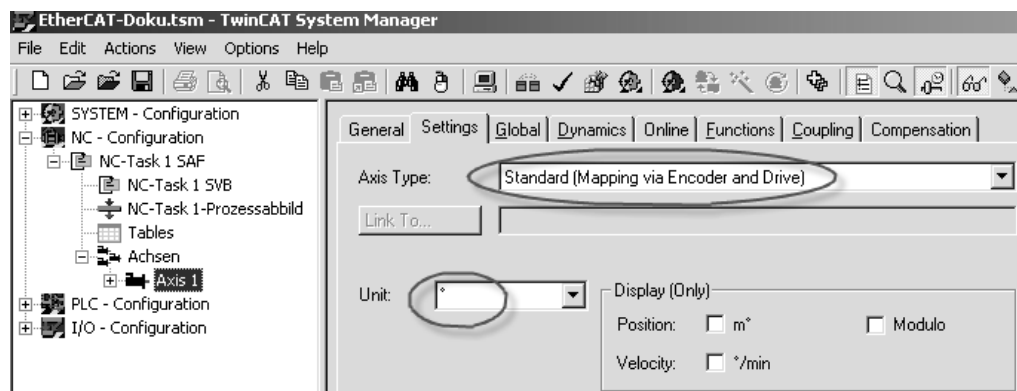 EtherCAT-Doku.tsm - TwinCAT System Manager
File Edit Actions View Options Help
SYSTEM - Configuration
NC - Configuration
NC-Task 1 SAF
NC-Task 1 SVB
NC-Task 1-Prozessabbild
Tables
Achsen
Axis 1
PLC - Configuration
I/O - Configuration
General Settings Global Dynamics Online Functions Coupling Compensation
Axis Type: Standard (Mapping via Encoder and Drive)
Link To...
Unit: °
Display (Only)
Position: m° Modulo
Velocity: °/min